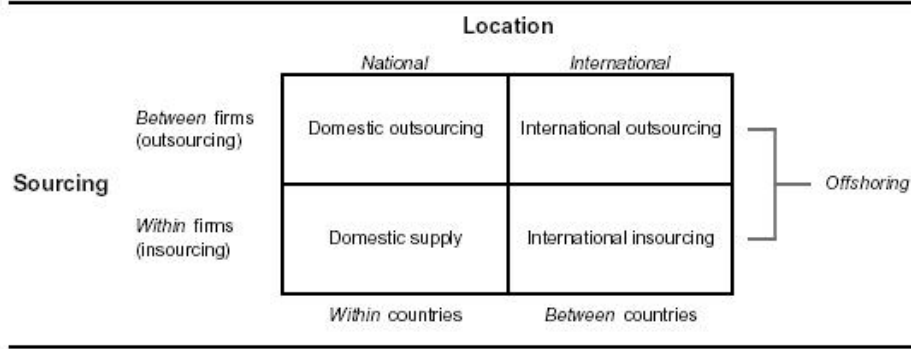 Location
National International
Between firms
(outsourcing)
Domestic outsourcing International outsourcing
Sourcing
Offshoring
Within firms
(insourcing)
Domestic supply International insourcing
Within countries Between countries